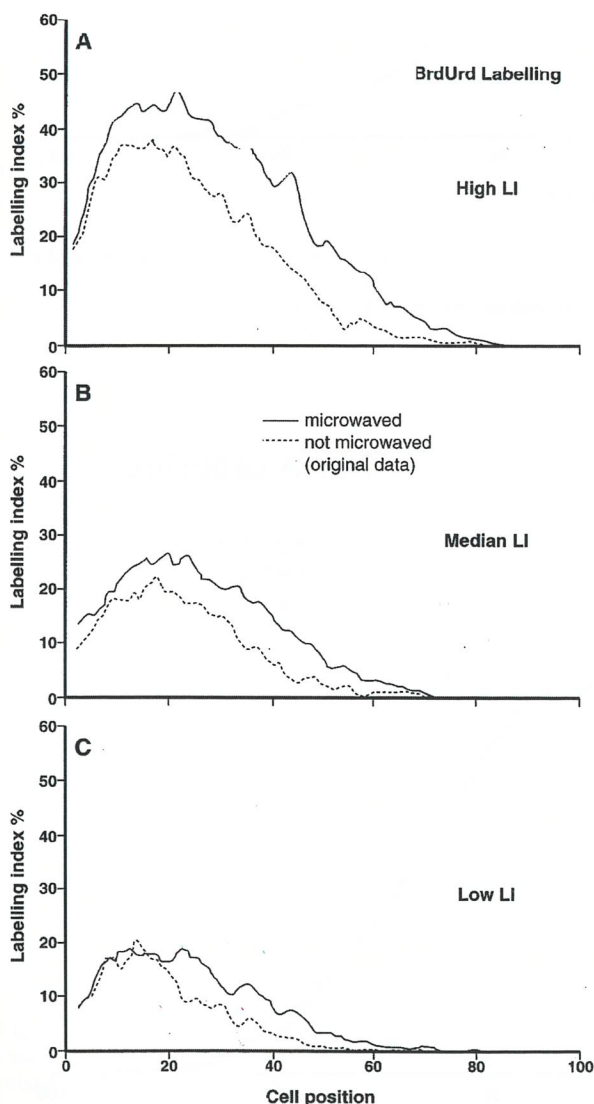 A
BrdUrd Labelling
High LI
Labelling index %
60
50
40
30
20
10
0
B
microwaved
not microwaved
(original data)
Median LI
Labelling index %
60
50
40
30
20
10
0
C
Low LI
Labelling index %
60
50
40
30
20
10
0
0
20
40
60
80
100
Cell position